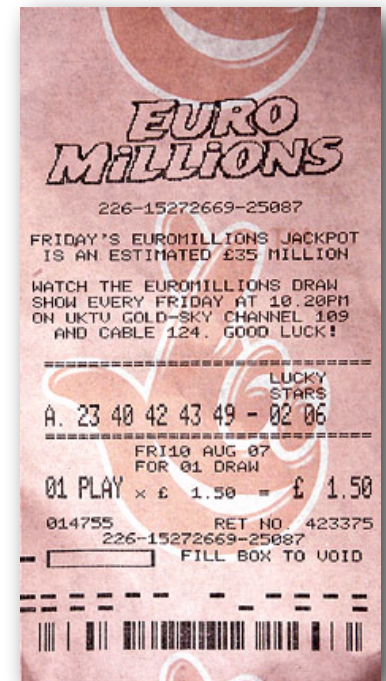 EURO
MiLLiONS
226-15272669-25087
FRIDAY'S EUROMILLIONS JACKPOT
IS AN ESTIMATED £35 MILLION
WATCH THE EUROMILLIONS DRAW
SHOW EVERY FRIDAY AT 10.20PM
ON UKTV GOLD-SKY CHANNEL 109
AND CABLE 124. GOOD LUCK!
LUCKY
STARS
A. 23 40 42 43 49 - 02 06
FRI10 AUG 07
FOR 01 DRAW
01 PLAY x £ 1.50 = £ 1.50
014755 RET NO. 423375
226-15272669-25087
FILL BOX TO VOID